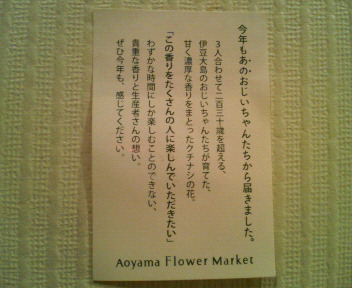 今年もあのおじいちゃんたちから届きました。
3人合わせて二百三十歳を超える、
伊豆大島のおじいちゃんたちが育てた、
甘く濃厚な香りをまとったクチナシの花。
「この香りをたくさんの人に楽しんでいただきたい」
わずかな時間にしか楽しむことのできない、
貴重な香りと生産者さんの想い。
ぜひ今年も、感じてください。
Aoyama Flower Market